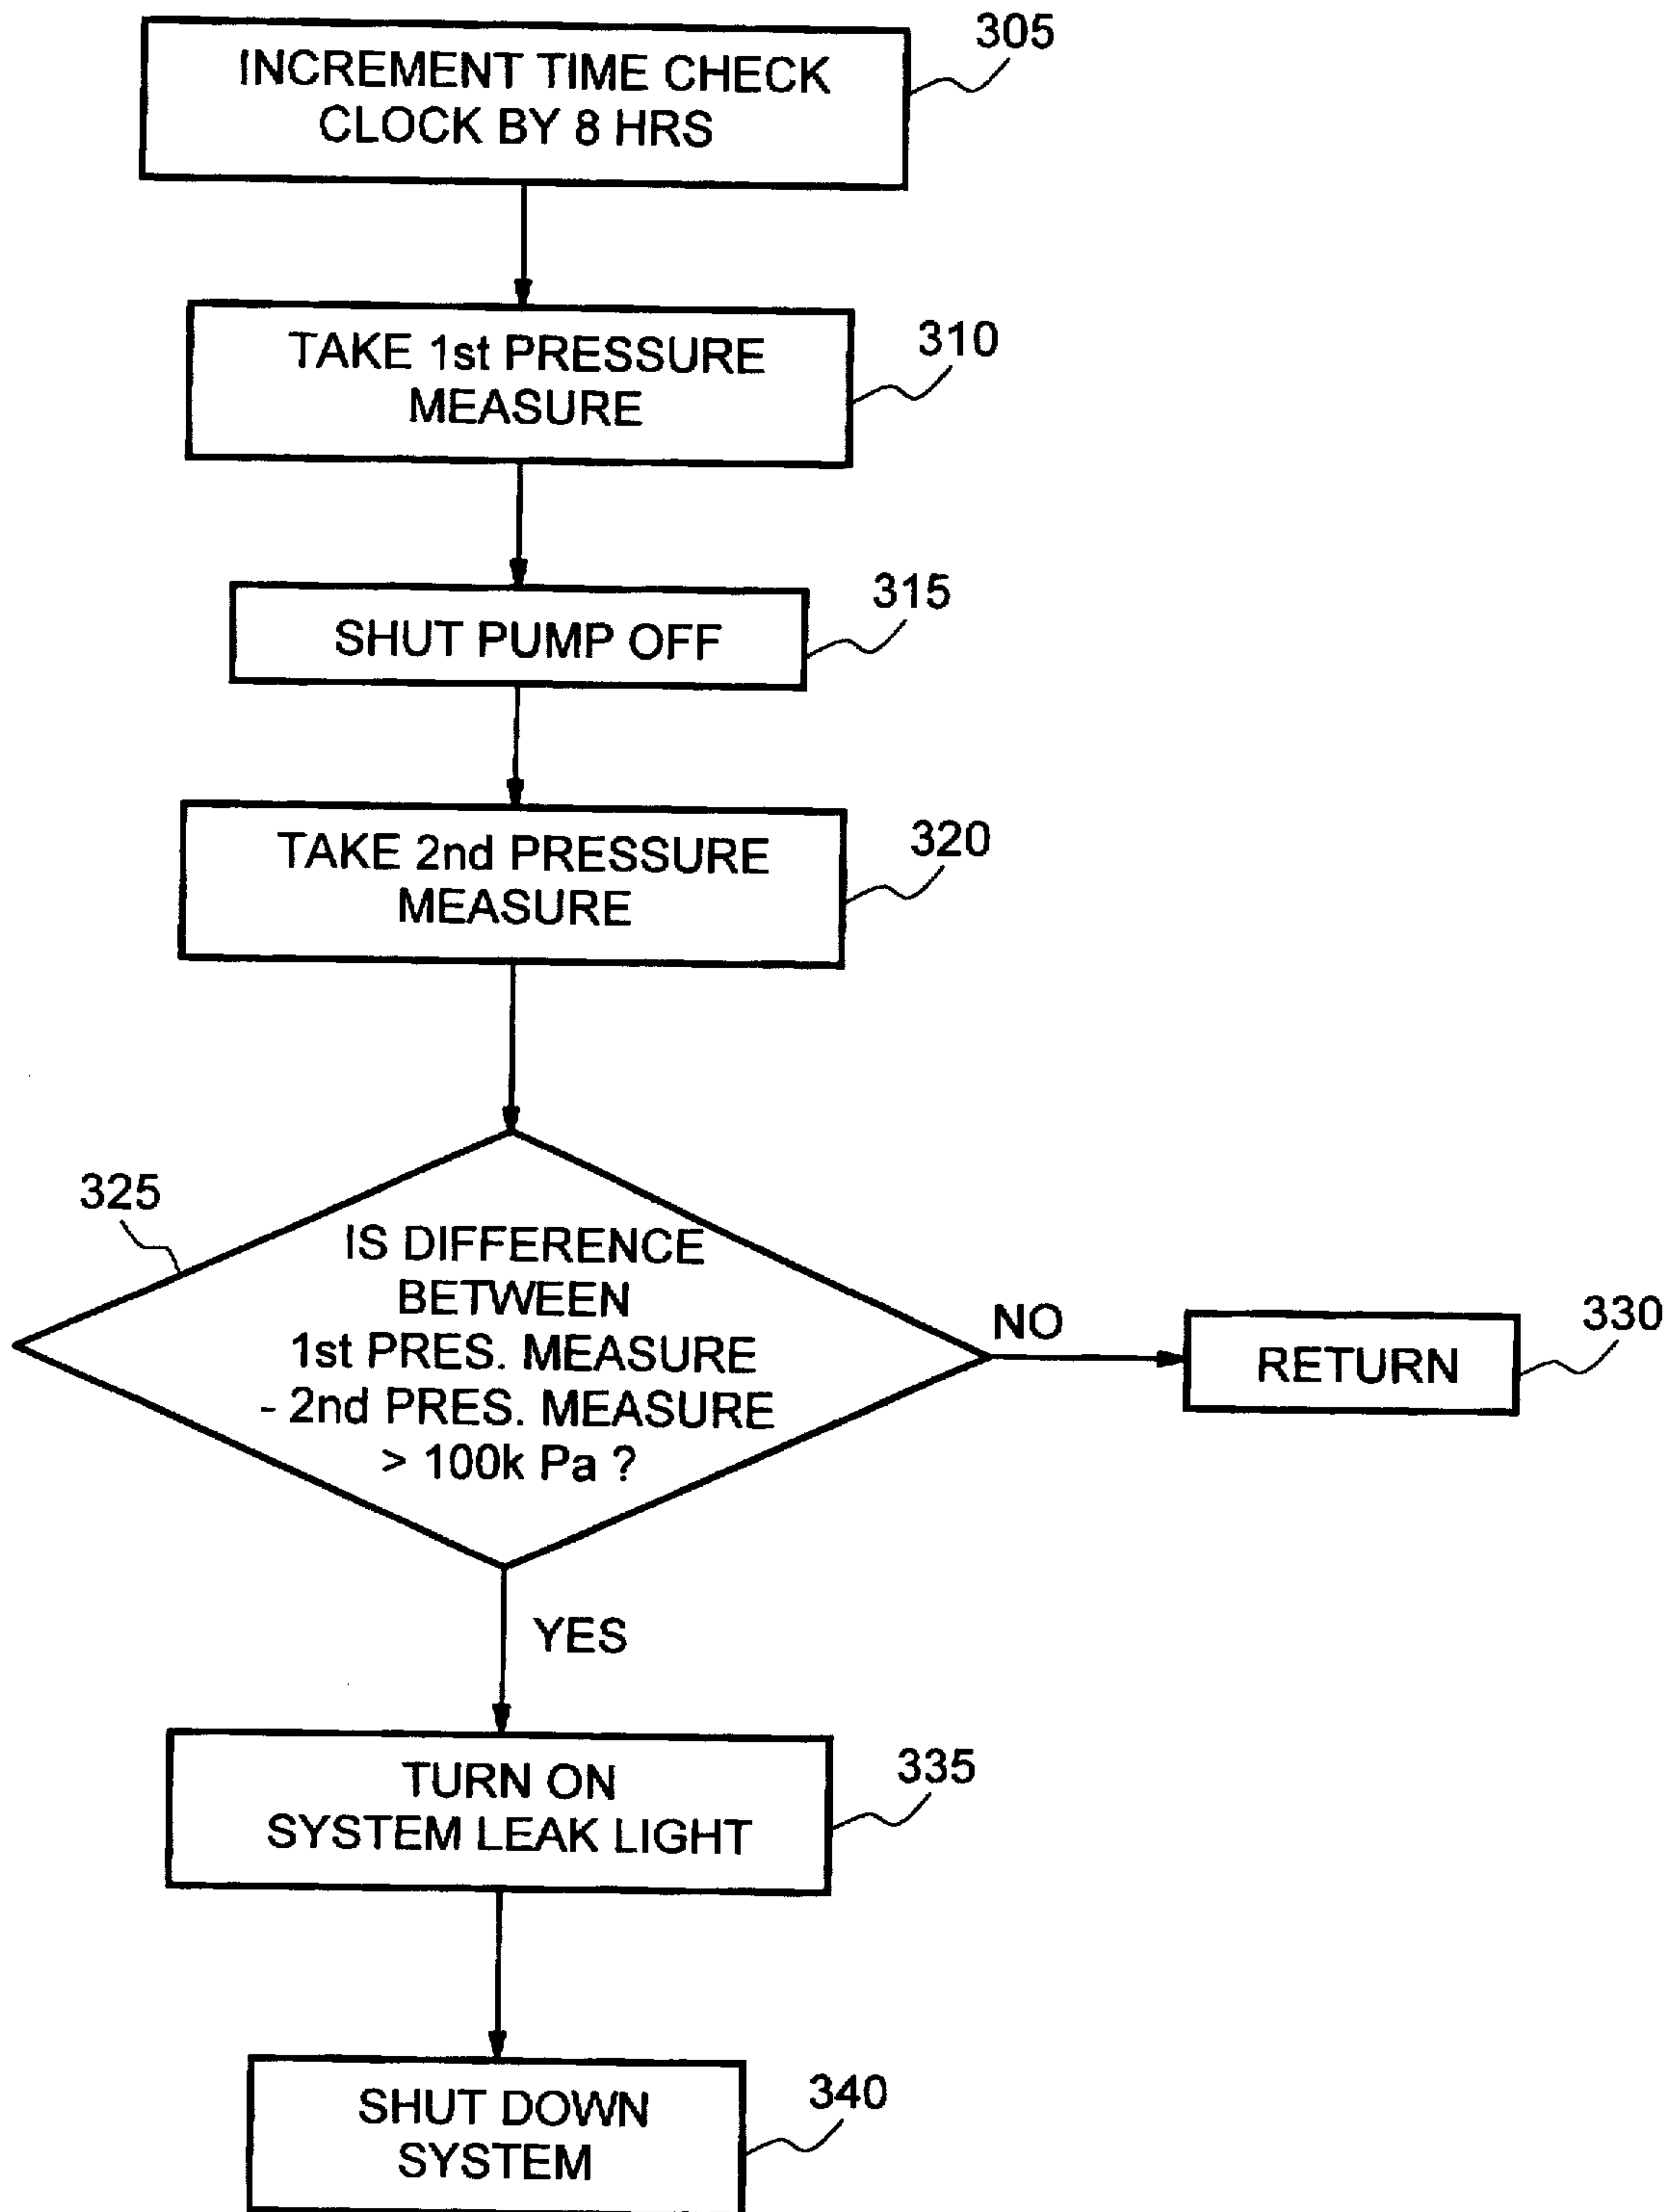 305
INCREMENT TIME CHECK
CLOCK BY 8 HRS
310
TAKE 1st PRESSURE
MEASURE
315
SHUT PUMP OFF
320
TAKE 2nd PRESSURE
MEASURE
325
IS DIFFERENCE
BETWEEN
1st PRES. MEASURE
- 2nd PRES. MEASURE
> 100k Pa ?
NO
330
RETURN
YES
335
TURN ON
SYSTEM LEAK LIGHT
340
SHUT DOWN
SYSTEM